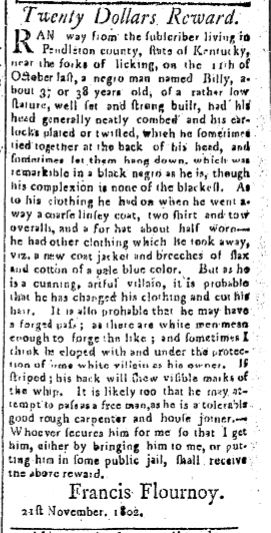 Twenty Dollars Reward.
RAN way from the subscriber living in
Pendleton county, state of Kentucky,
near the forks of licking, on the 11th of
October last, a negro man named Billy, a-
bout 37 or 38 years old, of a rather low
stature, well set and strong built, had his
head generally neatly combed and his ear-
locks plated or twisted, which he sometimes
tied together at the back of his head, and
sometimes let them hang down, which was
remarkable in a black negro as he is, though
his complexion is none of the blackest. As
to his clothing he had on when he went a-
way a coarse linsey coat, two shirt and tow
overalls, and a fur hat about half worn—
he had other clothing which he took away,
viz. a new coat jacket and breeches of flax
and cotton of a pale blue color. But as he
is a cunning, artful villain, it is probable
that he has changed his clothing and cut his
hair. It is also probable that he may have
a forged pass; as there are white men mean
enough to forge the like; and sometimes I
think he eloped with and under the protec-
tion of some white villein as his owner. If
striped; his back will shew visible marks of
the whip. It is likely too that he may at-
tempt to pass as a free man, as he is a tolerable
good rough carpenter and house joiner.—
Whoever secures him for me so that I get
him, either by bringing him to me, or put-
ting him in some public jail, shall receive
the above reward.
Francis Flournoy.
21st November, 1802.